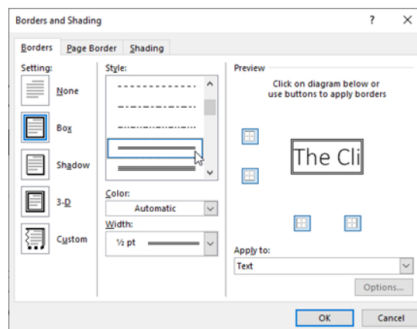 Borders and Shading
? X
Borders Page Border Shading
Setting:
None
Box
Shadow
3-D
Custom
Style:
Color:
Automatic
Width:
½ pt
Preview
Click on diagram below or
use buttons to apply borders
The Cli
Apply to:
Text
Options...
OK Cancel